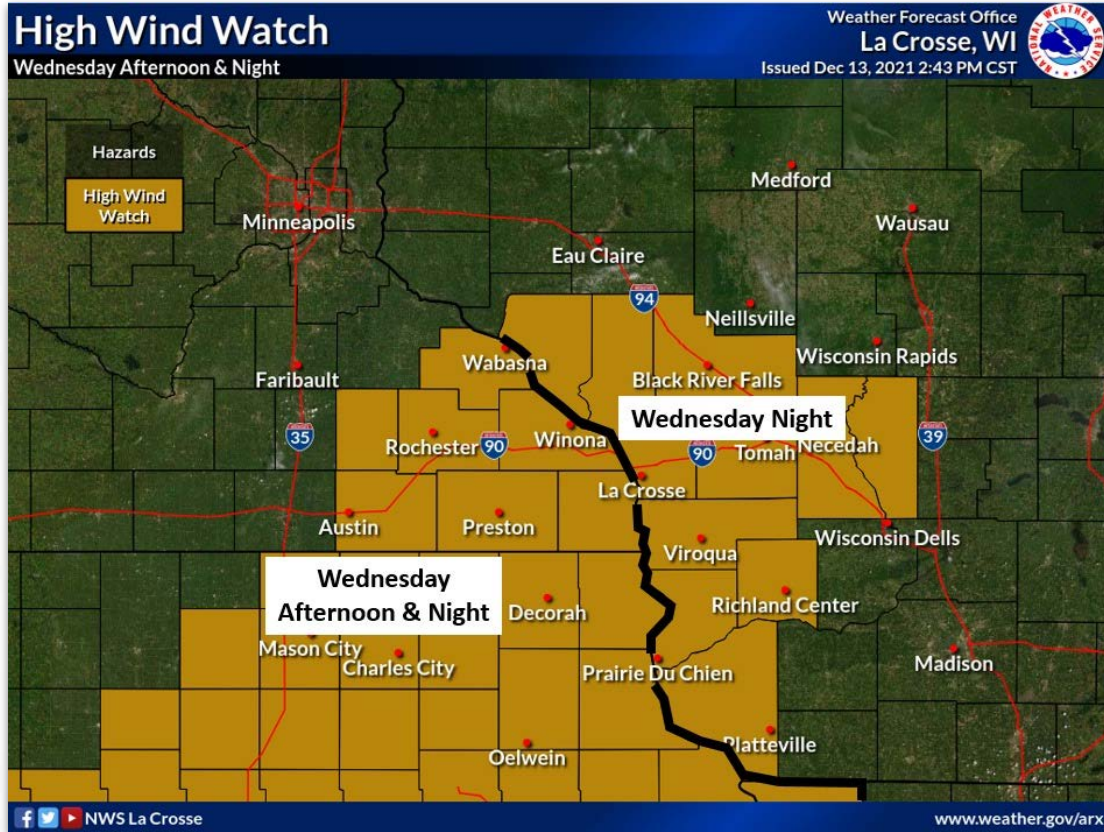 High Wind Watch
Wednesday Afternoon & Night
Weather Forecast Office
La Crosse, WI
Issued Dec 13, 2021 2:43 PM CST
NATIONAL WEATHER SERVICE
Hazards
High Wind
Watch
Medford
Wausau
Minneapolis
Eau Claire
94
Neillsville
Wisconsin Rapids
Wabasna
Faribault
Black River Falls
Wednesday Night
35
Rochester
90
Winona
90
Tomah
Necedah
39
La Crosse
Austin
Preston
Wisconsin Dells
Viroqua
Wednesday
Afternoon & Night
Decorah
Richland Center
Mason City
Charles City
Prairie Du Chien
Madison
Platteville
Oelwein
NWS La Crosse
www.weather.gov/arx